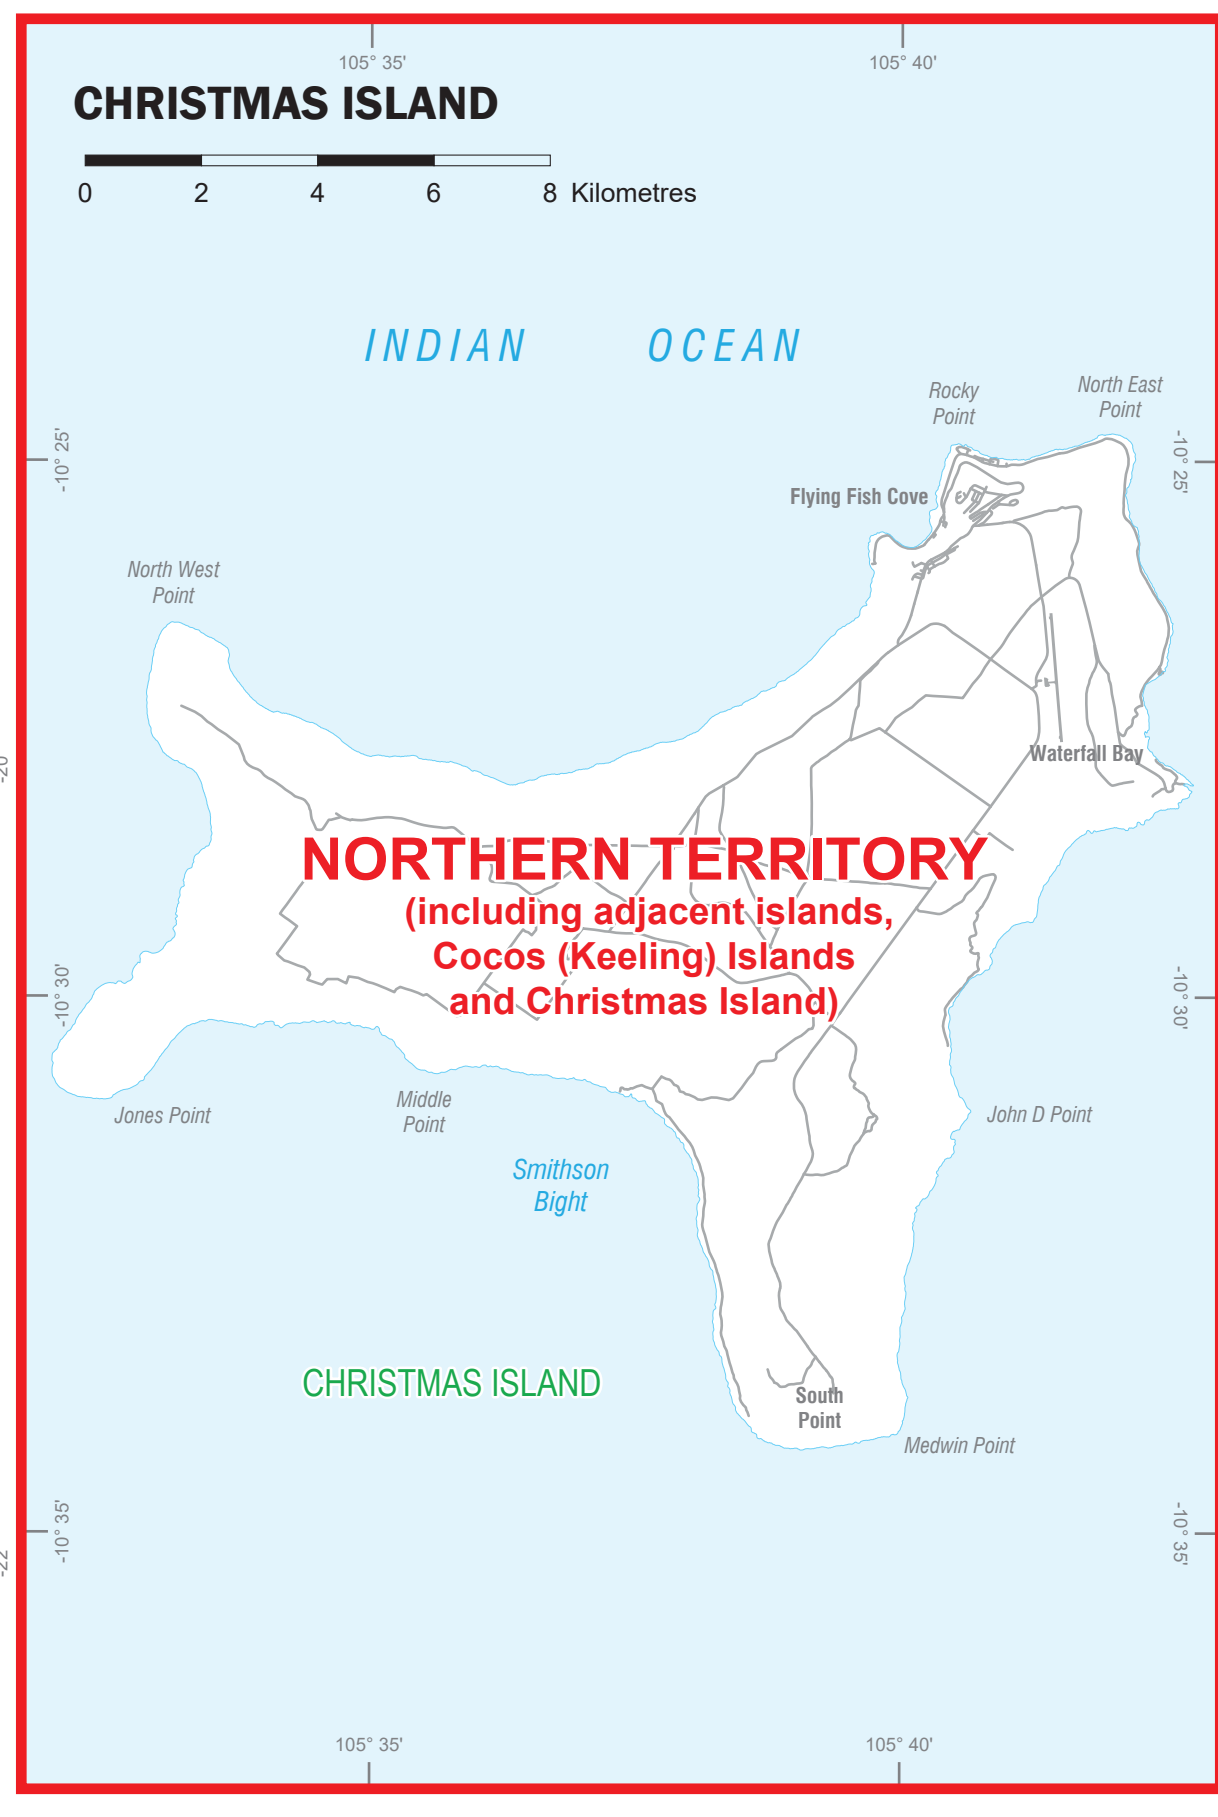 105° 35'
105° 40'
CHRISTMAS ISLAND
0 2 4 6 8 Kilometres
INDIAN OCEAN
Rocky
Point
North East
Point
-10° 25'
-10° 25'
Flying Fish Cove
North West
Point
Waterfall Bay
-20
NORTHERN TERRITORY
(including adjacent islands,
Cocos (Keeling) Islands
and Christmas Island)
-10° 30'
-10° 30'
Jones Point
Middle
Point
John D Point
Smithson
Bight
CHRISTMAS ISLAND
South
Point
Medwin Point
-10° 35'
-10° 35'
-22
105° 35'
105° 40'